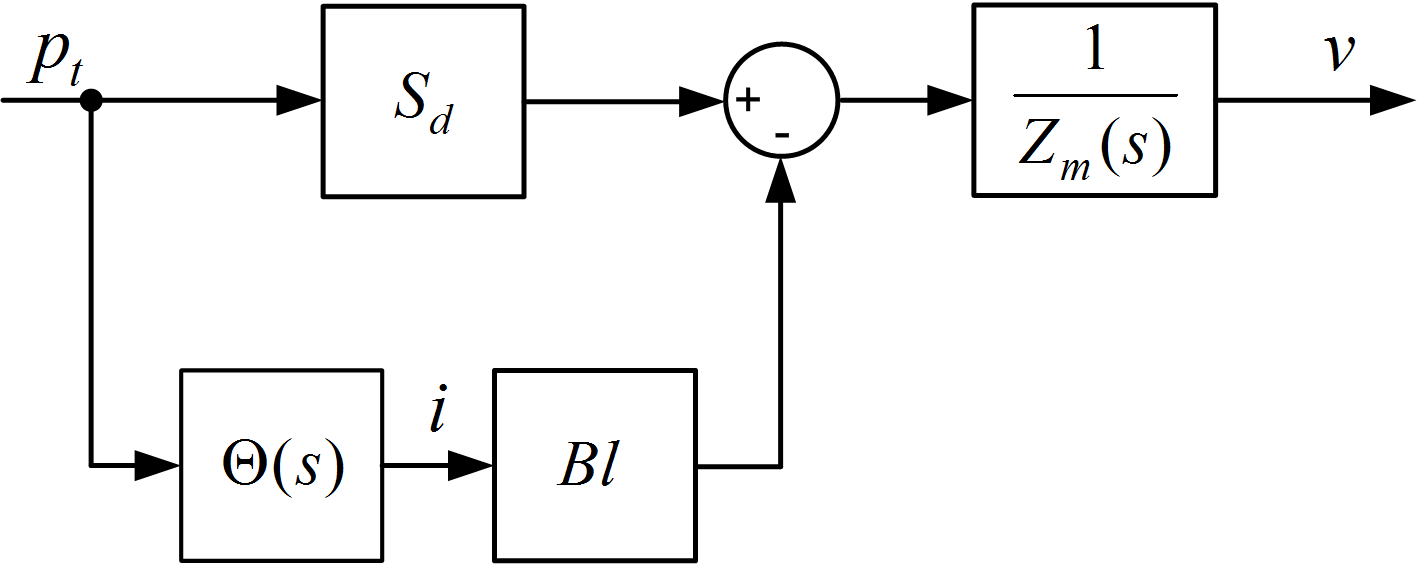 p_t
S_d
+
-
1
Z_m(s)
v
Θ(s)
i
Bl